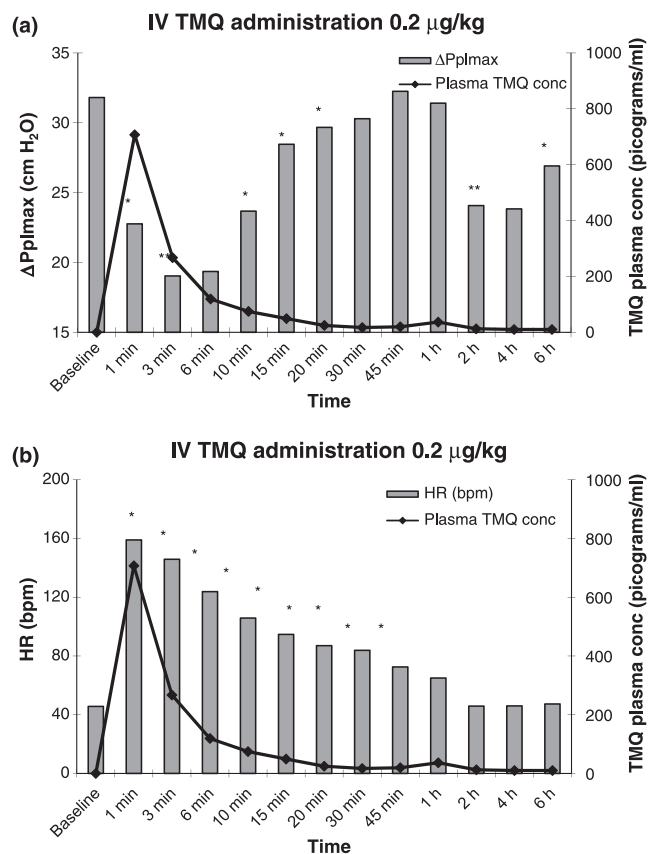 (a)
IV TMQ administration 0.2 μg/kg
ΔPplmax
Plasma TMQ conc
35
30
25
20
15
ΔPplmax (cm H₂O)
1000
800
600
400
200
0
TMQ plasma conc (picograms/ml)
*
**
*
*
*
**
*
Baseline
1 min
3 min
6 min
10 min
15 min
20 min
30 min
45 min
1 h
2 h
4 h
6 h
Time
(b)
IV TMQ administration 0.2 μg/kg
HR (bpm)
Plasma TMQ conc
200
160
120
80
40
0
HR (bpm)
1000
800
600
400
200
0
TMQ plasma conc (picograms/ml)
* * * * * * * * *
Baseline
1 min
3 min
6 min
10 min
15 min
20 min
30 min
45 min
1 h
2 h
4 h
6 h
Time